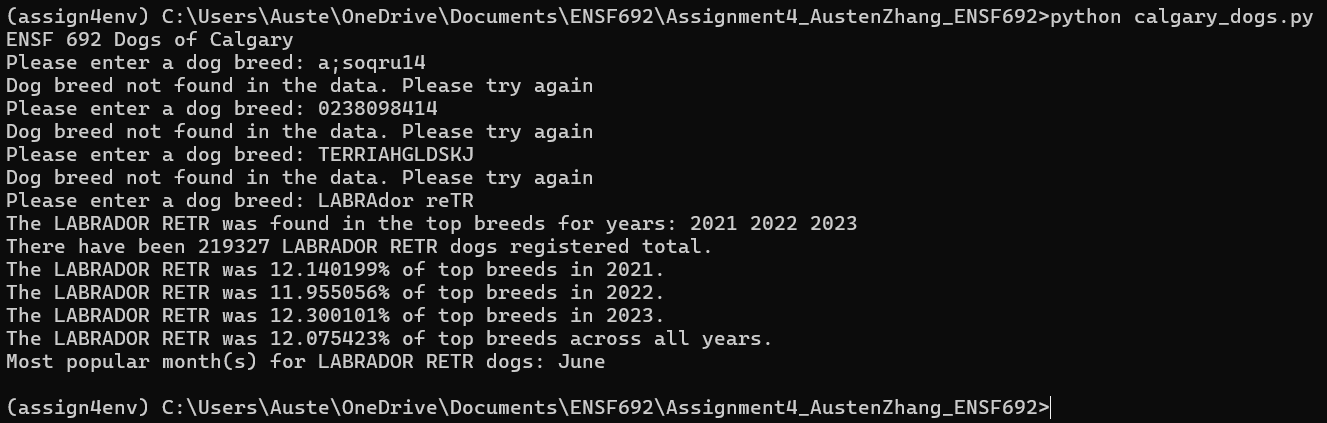 (assign4env) C:\Users\Auste\OneDrive\Documents\ENSF692\Assignment4_AustenZhang_ENSF692>python calgary_dogs.py
ENSF 692 Dogs of Calgary
Please enter a dog breed: a;soqru14
Dog breed not found in the data. Please try again
Please enter a dog breed: 0238098414
Dog breed not found in the data. Please try again
Please enter a dog breed: TERRIAHGLDSKJ
Dog breed not found in the data. Please try again
Please enter a dog breed: LABRAdor reTR
The LABRADOR RETR was found in the top breeds for years: 2021 2022 2023
There have been 219327 LABRADOR RETR dogs registered total.
The LABRADOR RETR was 12.140199% of top breeds in 2021.
The LABRADOR RETR was 11.955056% of top breeds in 2022.
The LABRADOR RETR was 12.300101% of top breeds in 2023.
The LABRADOR RETR was 12.075423% of top breeds across all years.
Most popular month(s) for LABRADOR RETR dogs: June
(assign4env) C:\Users\Auste\OneDrive\Documents\ENSF692\Assignment4_AustenZhang_ENSF692>